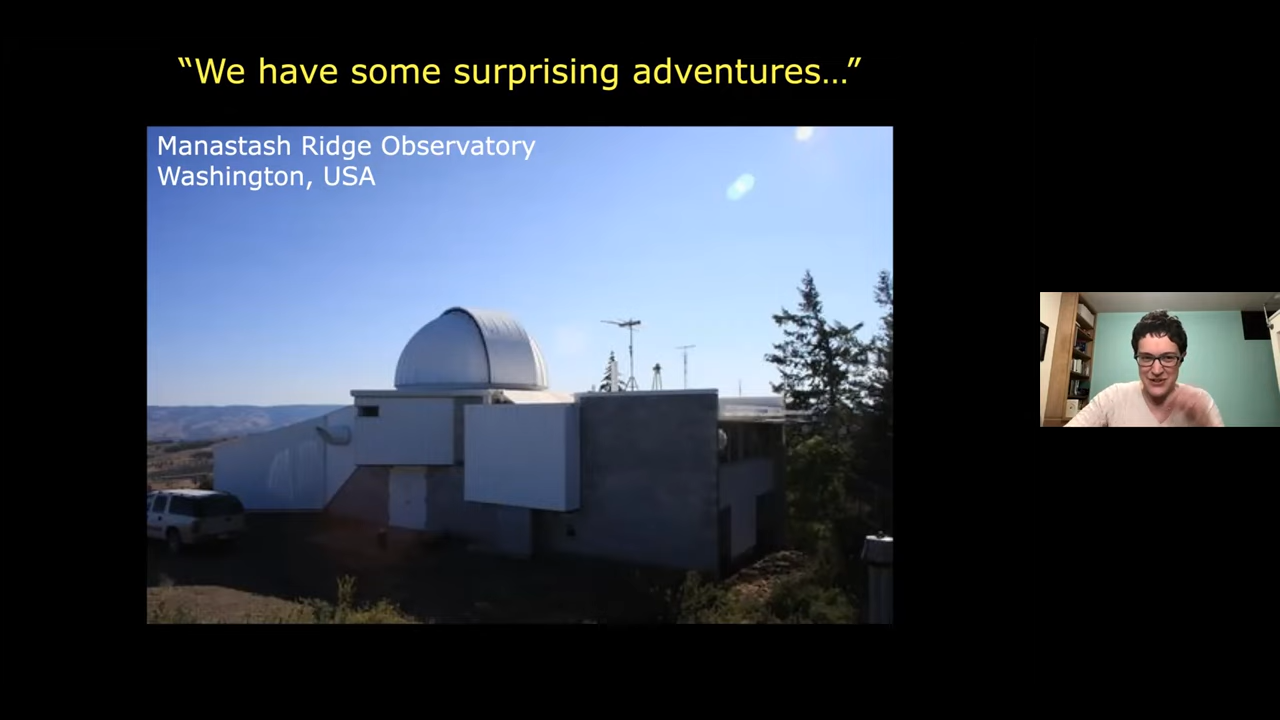 “We have some surprising adventures…”
Manastash Ridge Observatory
Washington, USA